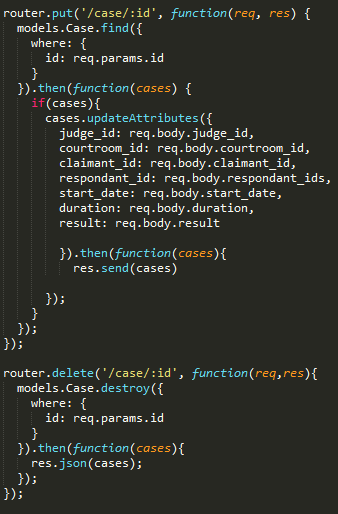 router.put('/case/:id', function(req, res) {
  models.Case.find({
    where: {
      id: req.params.id
    }
  }).then(function(cases) {
    if(cases){
      cases.updateAttributes({
        judge_id: req.body.judge_id,
        courtroom_id: req.body.courtroom_id,
        claimant_id: req.body.claimant_id,
        respondant_id: req.body.respondant_ids,
        start_date: req.body.start_date,
        duration: req.body.duration,
        result: req.body.result

        }).then(function(cases){
          res.send(cases)

      });
    }
  });
});

router.delete('/case/:id', function(req,res){
  models.Case.destroy({
    where: {
      id: req.params.id
    }
  }).then(function(cases){
    res.json(cases);
  });
});